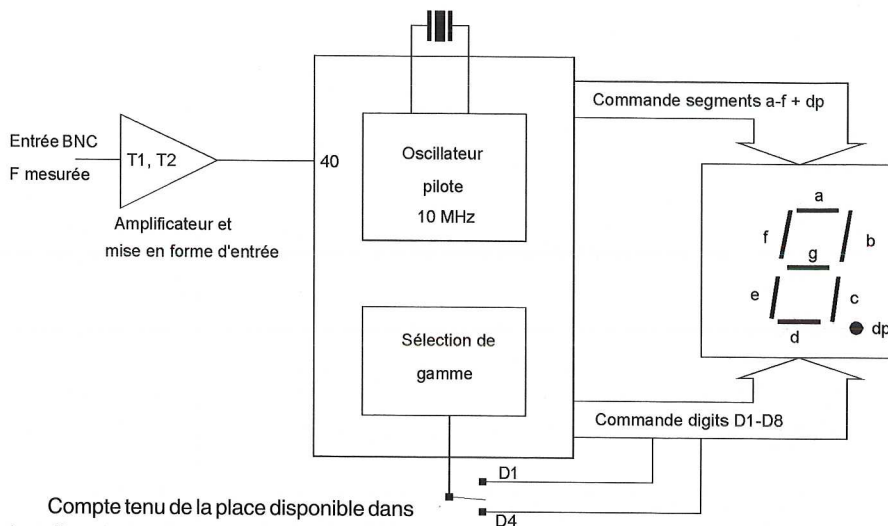 Commande segments a-f + dp
Entrée BNC
F mesurée
T1, T2
40
Oscillateur
pilote
10 MHz
Amplificateur et
mise en forme d'entrée
a
f
b
g
e
c
d
dp
Sélection de
gamme
Commande digits D1-D8
D1
D4
Compte tenu de la place disponible dans